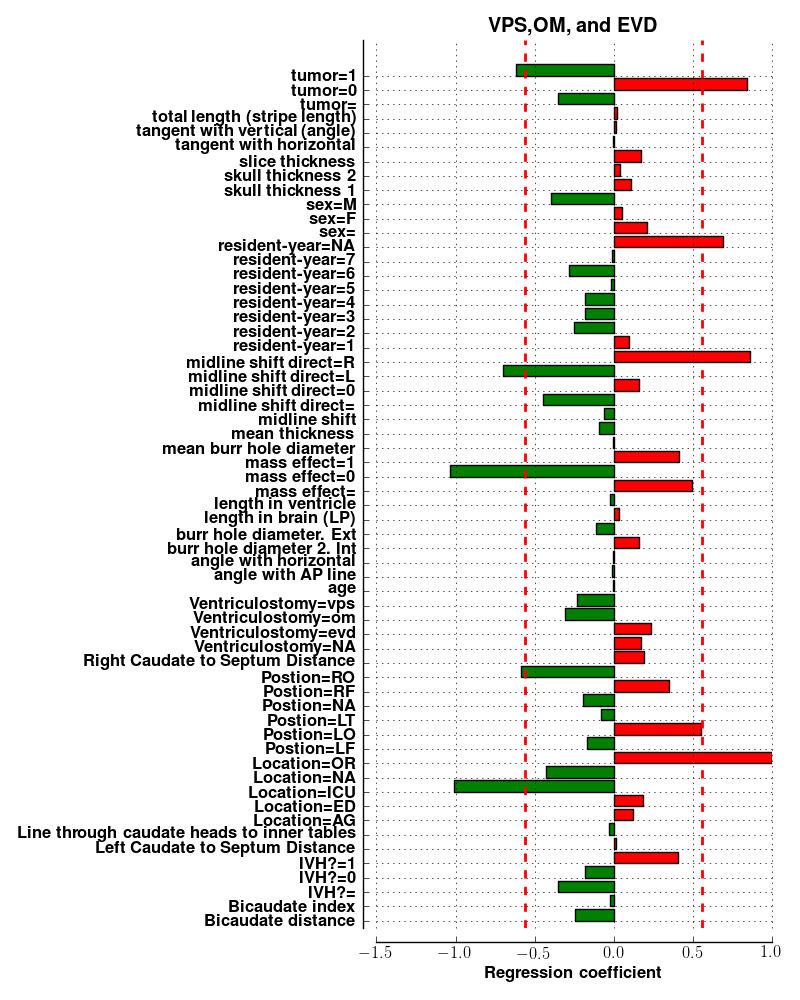 VPS,OM, and EVD
tumor=1
tumor=0
tumor=
total length (stripe length)
tangent with vertical (angle)
tangent with horizontal
slice thickness
skull thickness 2
skull thickness 1
sex=M
sex=F
sex=
resident-year=NA
resident-year=7
resident-year=6
resident-year=5
resident-year=4
resident-year=3
resident-year=2
resident-year=1
midline shift direct=R
midline shift direct=L
midline shift direct=0
midline shift direct=
midline shift
mean thickness
mean burr hole diameter
mass effect=1
mass effect=0
mass effect=
length in ventricle
length in brain (LP)
burr hole diameter. Ext
burr hole diameter 2. Int
angle with horizontal
angle with AP line
age
Ventriculostomy=vps
Ventriculostomy=om
Ventriculostomy=evd
Ventriculostomy=NA
Right Caudate to Septum Distance
Postion=RO
Postion=RF
Postion=NA
Postion=LT
Postion=LO
Postion=LF
Location=OR
Location=NA
Location=ICU
Location=ED
Location=AG
Line through caudate heads to inner tables
Left Caudate to Septum Distance
IVH?=1
IVH?=0
IVH?=
Bicaudate index
Bicaudate distance
−1.5 −1.0 −0.5 0.0 0.5 1.0
Regression coefficient